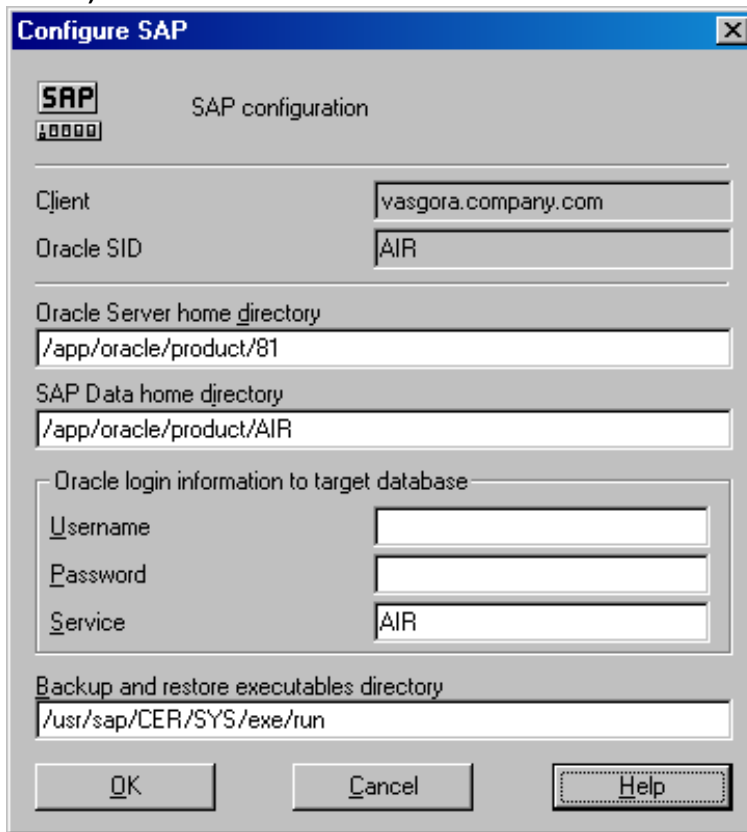 Configure SAP
SAP
SAP configuration
Client vasgora.company.com
Oracle SID AIR
Oracle Server home directory
/app/oracle/product/81
SAP Data home directory
/app/oracle/product/AIR
Oracle login information to target database
Username
Password
Service AIR
Backup and restore executables directory
/usr/sap/CER/SYS/exe/run
OK Cancel Help